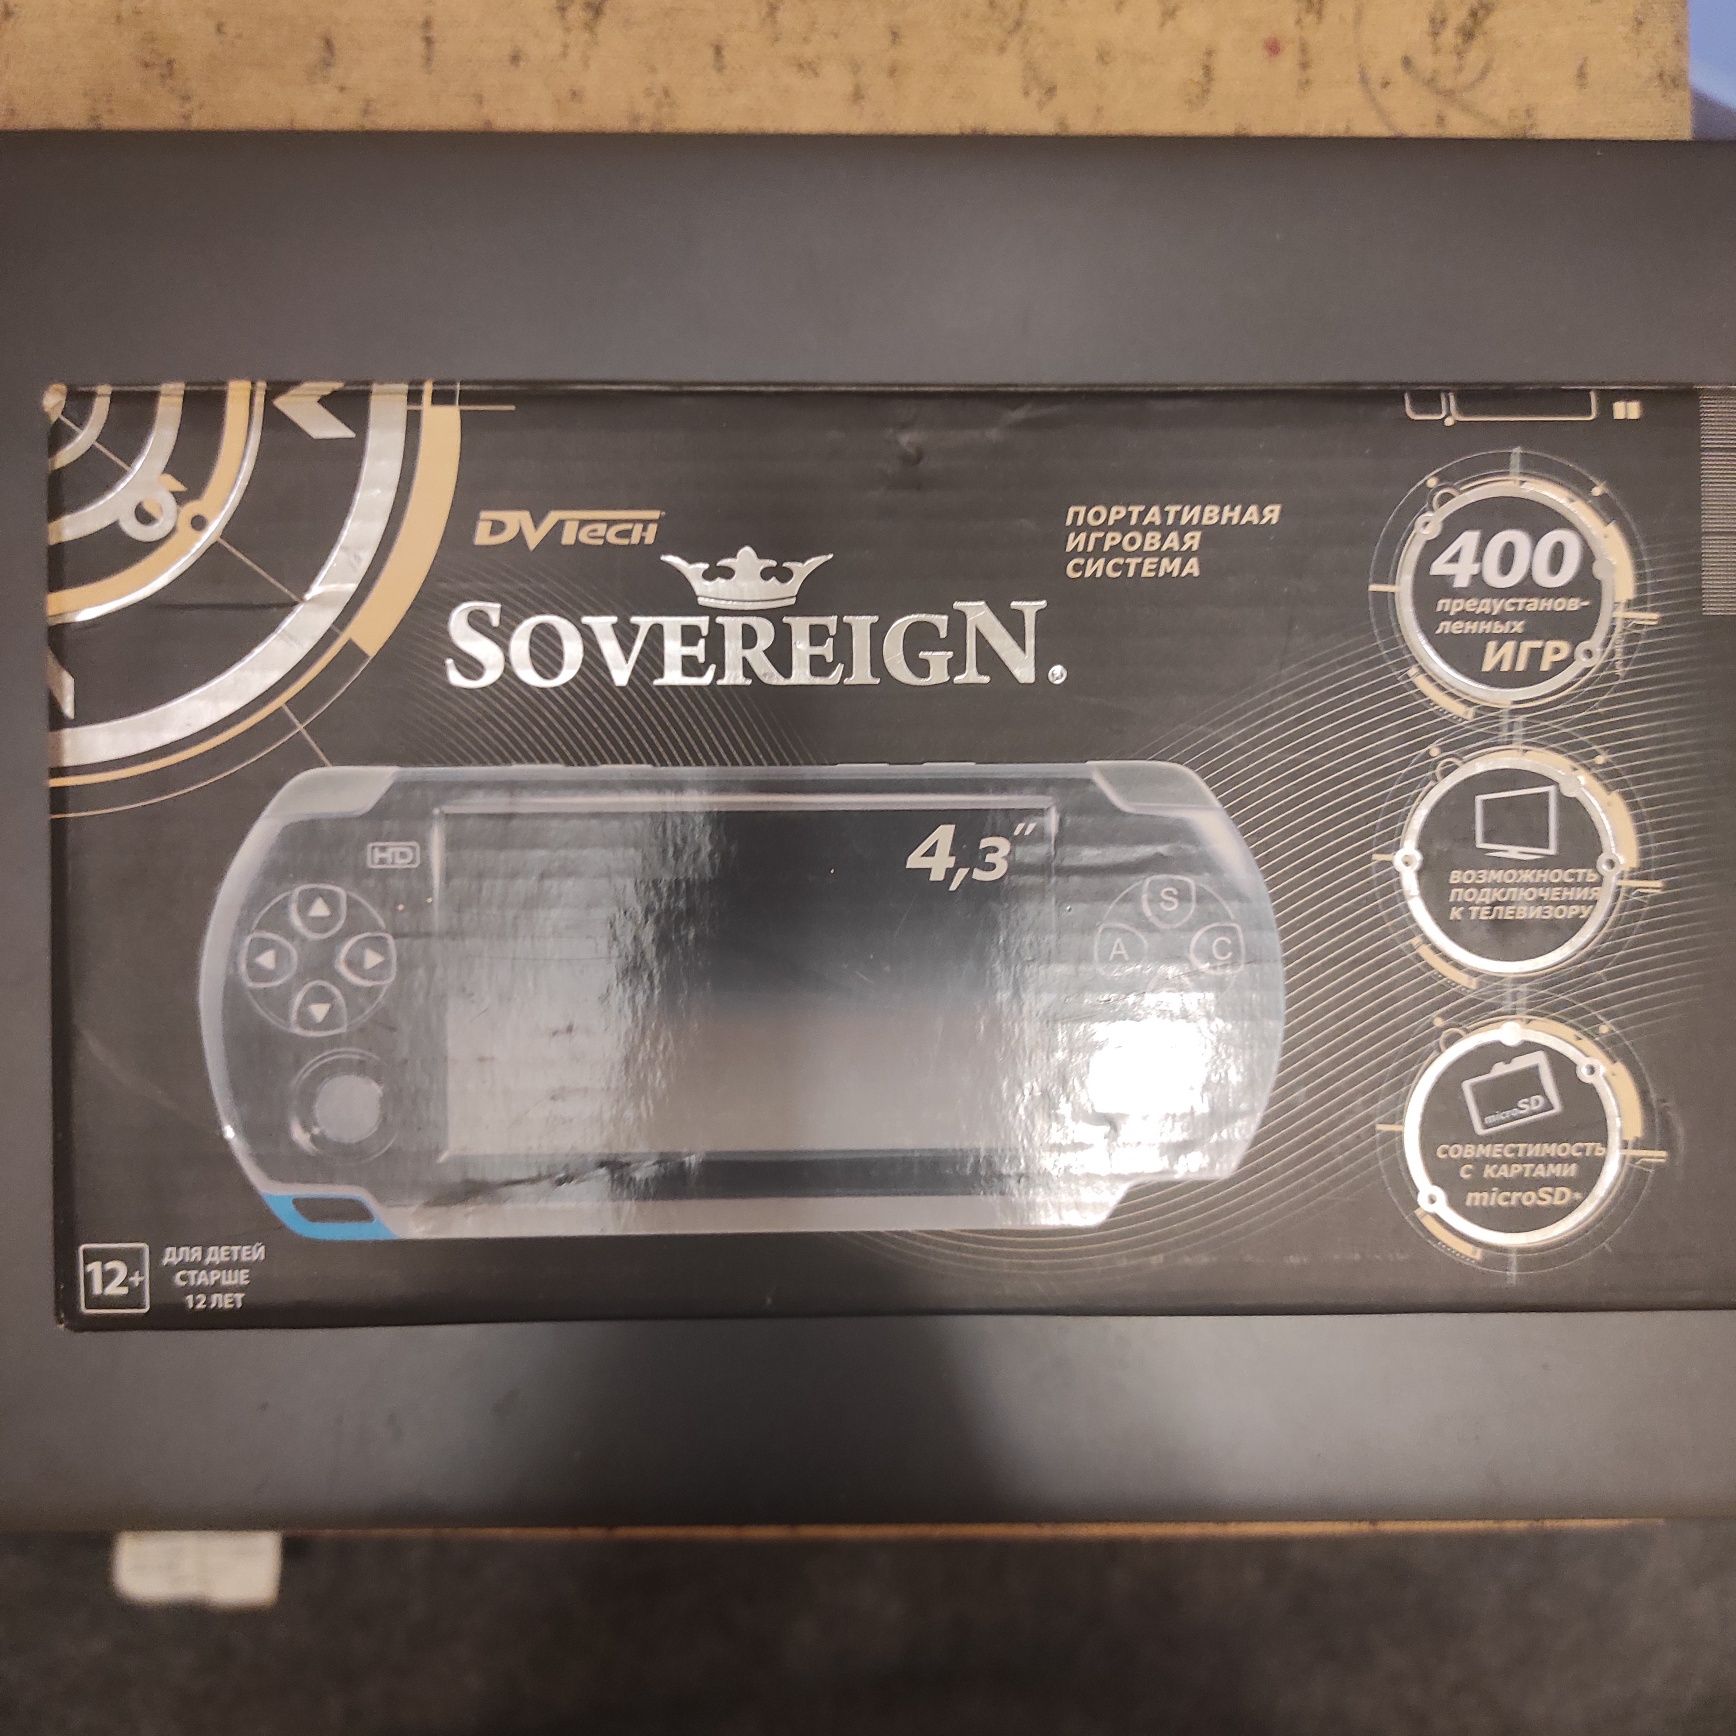 DVTech
SOVEREIGN®
ПОРТАТИВНАЯ
ИГРОВАЯ
СИСТЕМА
400
предустанов-
ленных
ИГР
HD
4,3″
S
A
C
ВОЗМОЖНОСТЬ
ПОДКЛЮЧЕНИЯ
К ТЕЛЕВИЗОРУ
microSD
СОВМЕСТИМОСТЬ
С КАРТАМИ
microSD
12+
ДЛЯ ДЕТЕЙ
СТАРШЕ
12 ЛЕТ